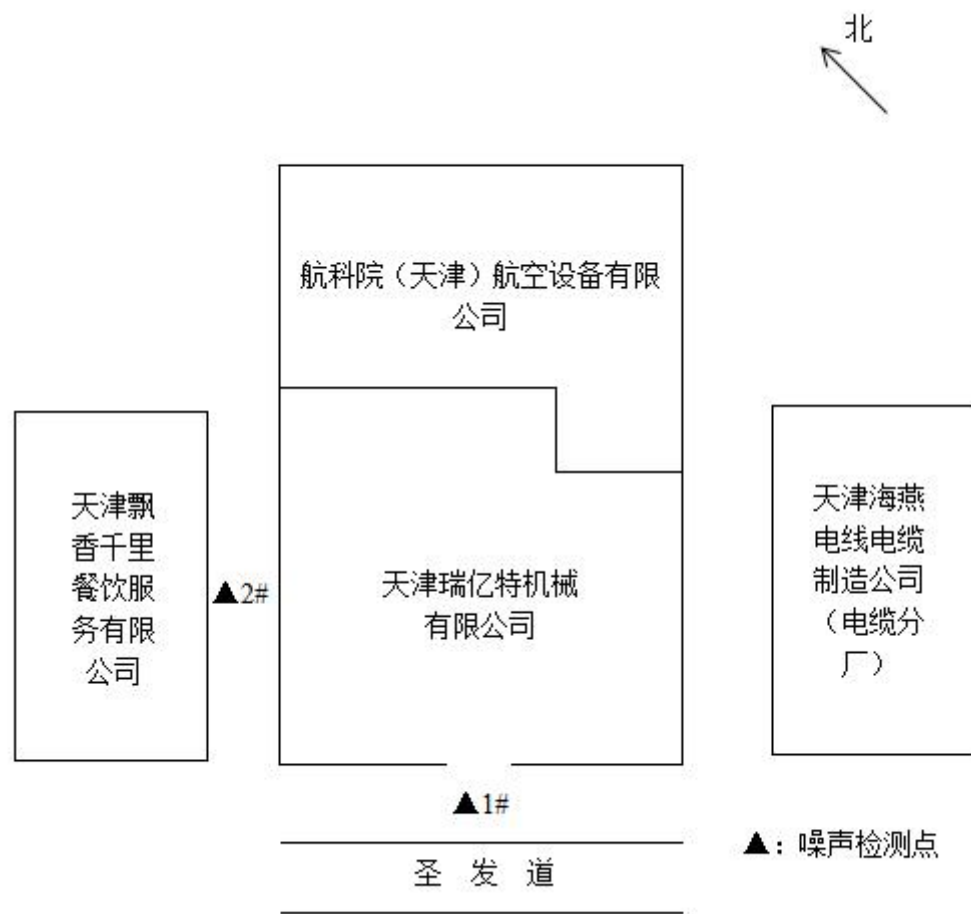 北
航科院（天津）航空设备有限
公司
天津飘
香千里
餐饮服
务有限
公司
▲2#
天津瑞亿特机械
有限公司
天津海燕
电线电缆
制造公司
（电缆分
厂）
▲1#
▲：噪声检测点
圣 发 道